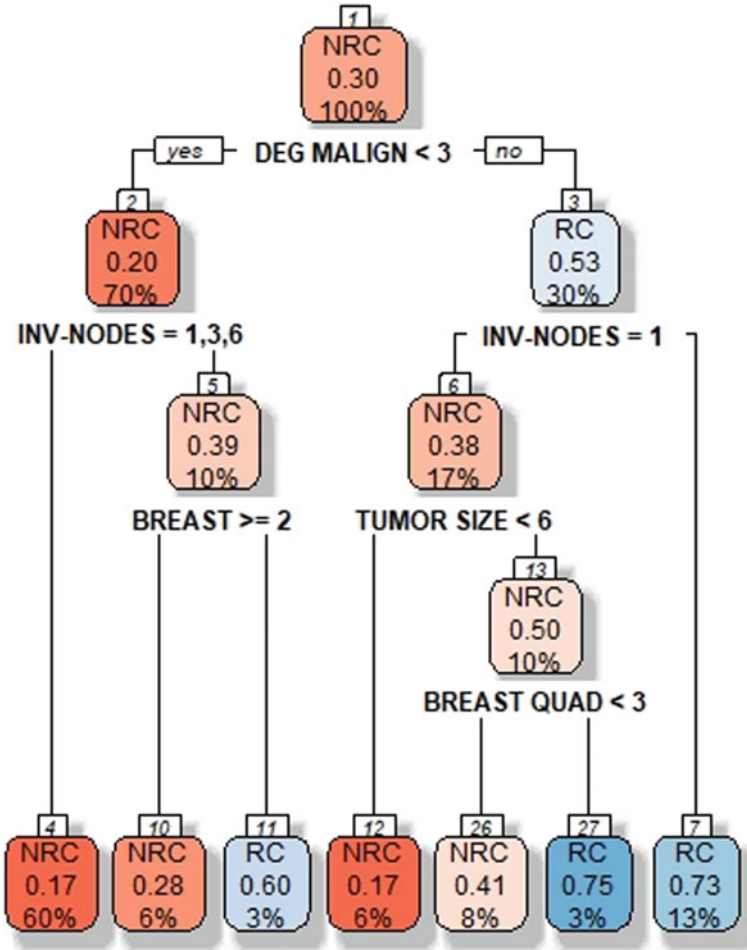 1
NRC
0.30
100%
yes DEG MALIGN < 3 no
2
NRC
0.20
70%
3
RC
0.53
30%
INV-NODES = 1,3,6
INV-NODES = 1
5
NRC
0.39
10%
6
NRC
0.38
17%
BREAST >= 2
TUMOR SIZE < 6
13
NRC
0.50
10%
BREAST QUAD < 3
4
NRC
0.17
60%
10
NRC
0.28
6%
11
RC
0.60
3%
12
NRC
0.17
6%
26
NRC
0.41
8%
27
RC
0.75
3%
7
RC
0.73
13%